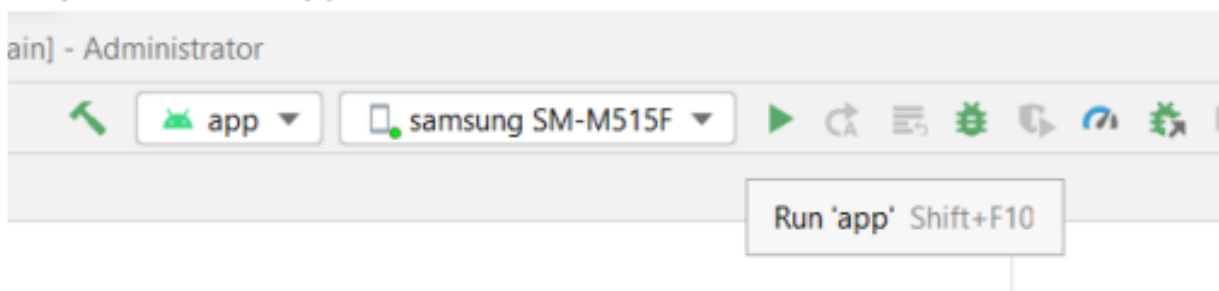 ain] - Administrator
app samsung SM-M515F
Run 'app' Shift+F10